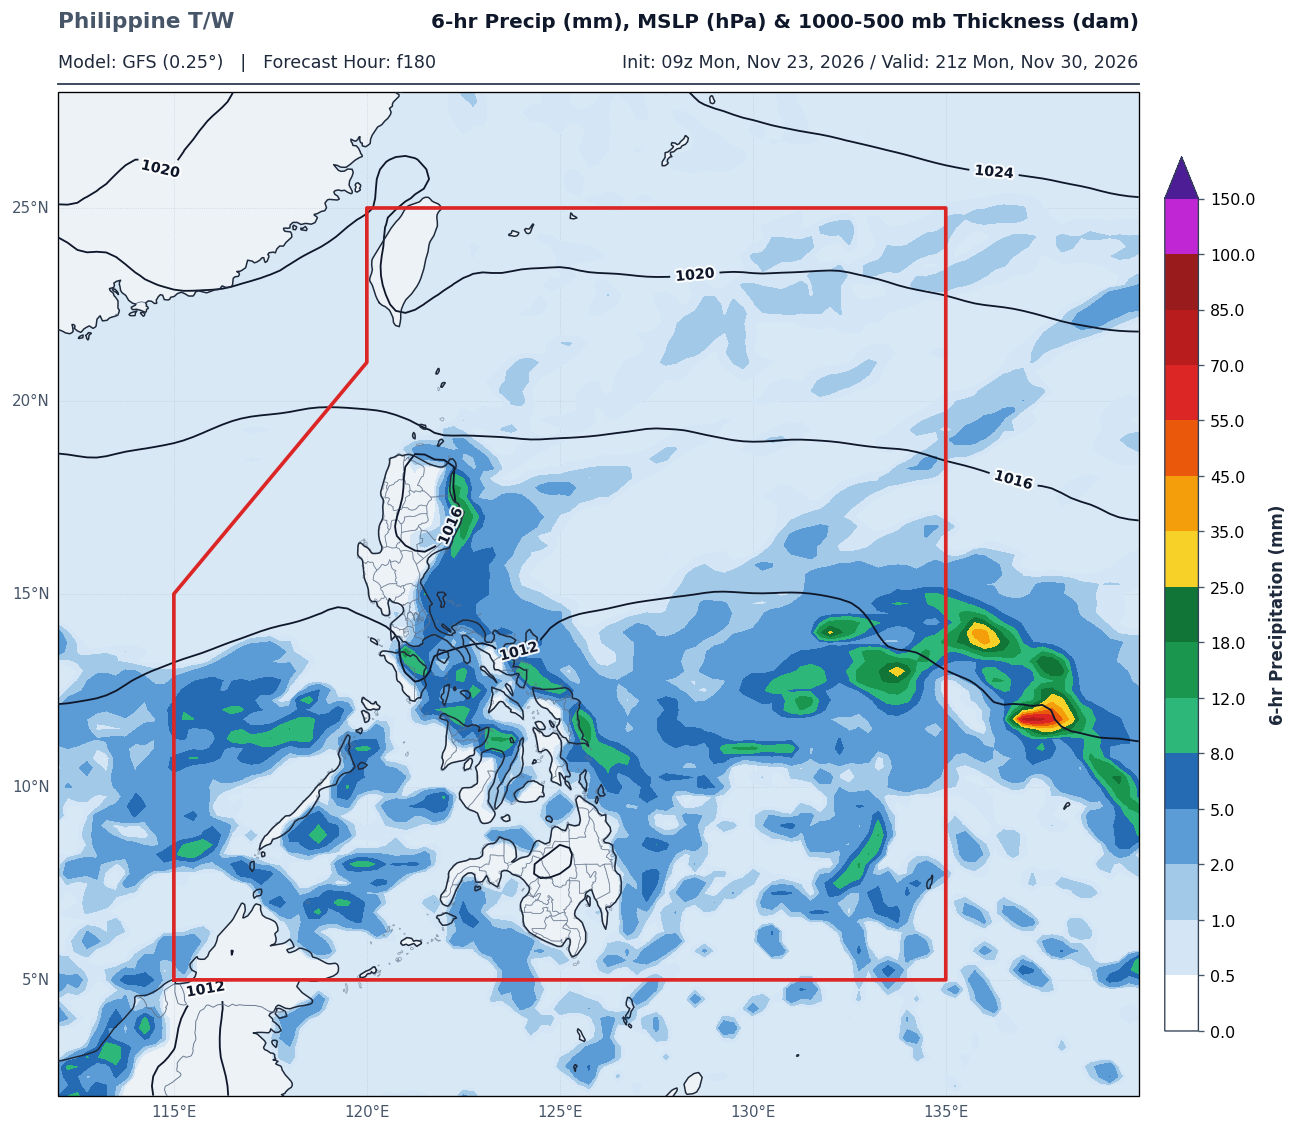 Philippine T/W
6-hr Precip (mm), MSLP (hPa) & 1000-500 mb Thickness (dam)
Model: GFS (0.25°)   |   Forecast Hour: f180
Init: 09z Mon, Nov 23, 2026 / Valid: 21z Mon, Nov 30, 2026
1020
1024
1020
1016
1016
1012
1012
25°N
20°N
15°N
10°N
5°N
115°E
120°E
125°E
130°E
135°E
150.0
100.0
85.0
70.0
55.0
45.0
35.0
25.0
18.0
12.0
8.0
5.0
2.0
1.0
0.5
0.0
6-hr Precipitation (mm)